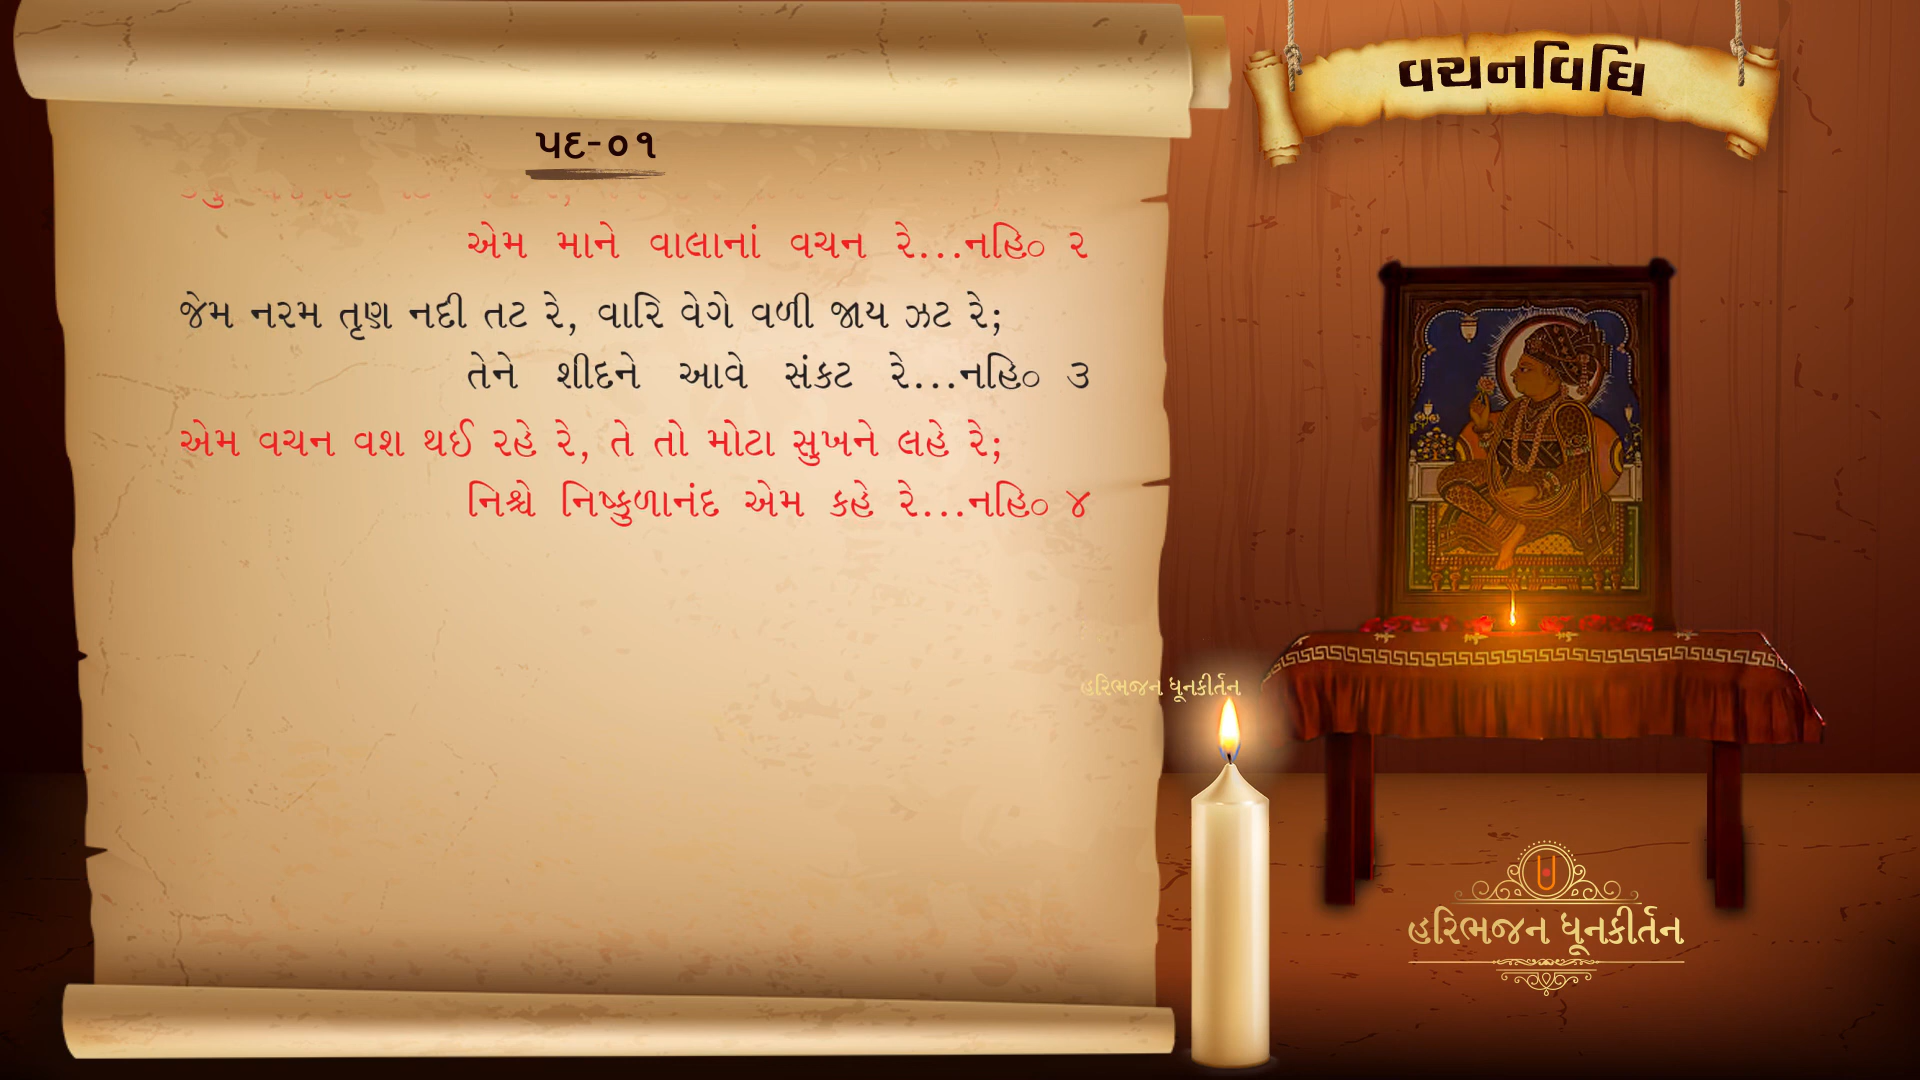 વચનવિધિ
પદ-૦૧
એમ માને વાલાનાં વચન રે...નહિ૦ ૨
જેમ નરમ તૃણ નદી તટ રે, વારિ વેગે વળી જાય ઝટ રે;
તેને શીદને આવે સંકટ રે...નહિ૦ ૩
એમ વચન વશ થઈ રહે રે, તે તો મોટા સુખને લહે રે;
નિશ્ચે નિષ્કુળાનંદ એમ કહે રે...નહિ૦ ૪
હરિભજન ધૂનકીર્તન
હરિભજન ધૂનકીર્તન